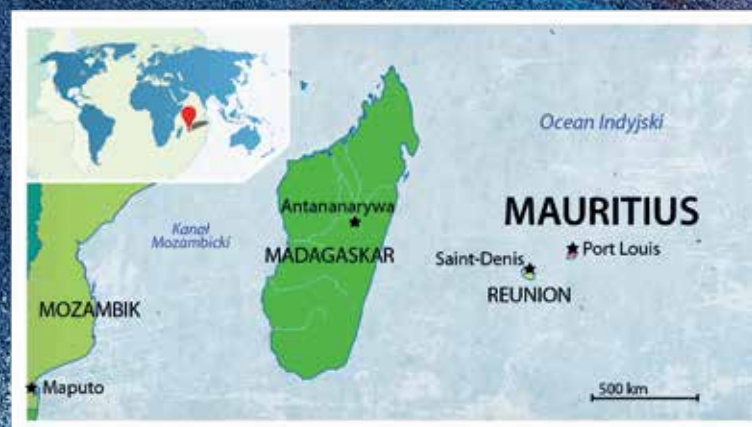 Ocean Indyjski
MAURITIUS
Kanał
Mozambicki
Antananarywa
MADAGASKAR
Saint-Denis
Port Louis
REUNION
MOZAMBIK
Maputo
500 km